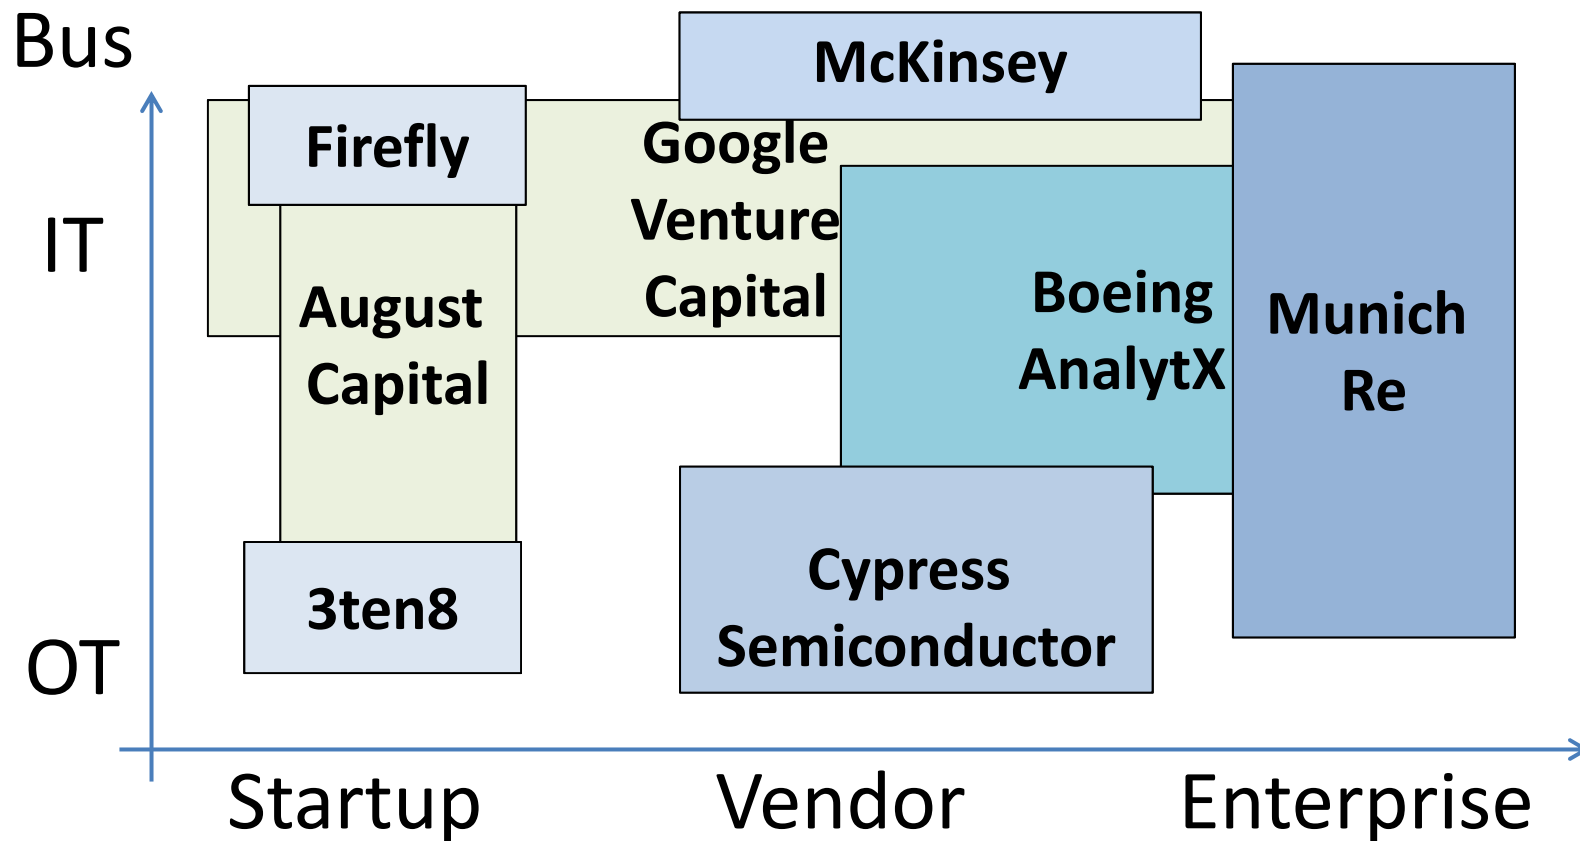 Bus
McKinsey
Firefly
Google
Venture
Capital
IT
August
Capital
Boeing
AnalytX
Munich
Re
3ten8
Cypress
Semiconductor
OT
Startup
Vendor
Enterprise